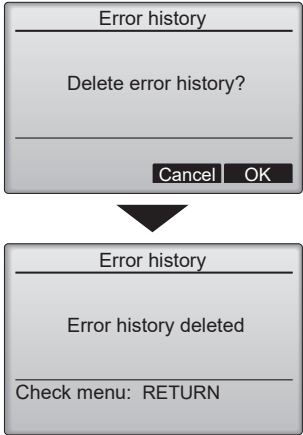 Error history
Delete error history?
Cancel OK
Error history
Error history deleted
Check menu: RETURN